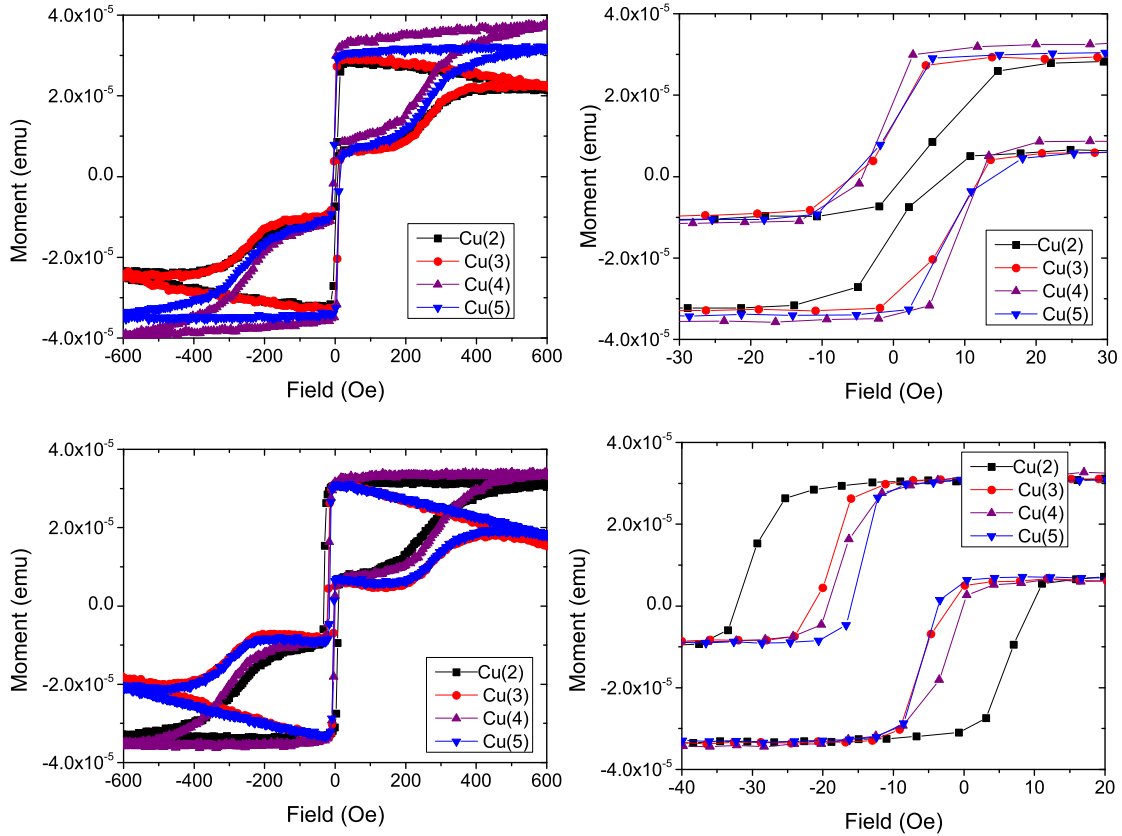 4.0x10⁻⁵
2.0x10⁻⁵
0.0
-2.0x10⁻⁵
-4.0x10⁻⁵
Moment (emu)
-600 -400 -200 0 200 400 600
Field (Oe)
Cu(2)
Cu(3)
Cu(4)
Cu(5)
4.0x10⁻⁵
2.0x10⁻⁵
0.0
-2.0x10⁻⁵
-4.0x10⁻⁵
Moment (emu)
-30 -20 -10 0 10 20 30
Field (Oe)
Cu(2)
Cu(3)
Cu(4)
Cu(5)
4.0x10⁻⁵
2.0x10⁻⁵
0.0
-2.0x10⁻⁵
-4.0x10⁻⁵
Moment (emu)
-600 -400 -200 0 200 400 600
Field (Oe)
Cu(2)
Cu(3)
Cu(4)
Cu(5)
4.0x10⁻⁵
2.0x10⁻⁵
0.0
-2.0x10⁻⁵
-4.0x10⁻⁵
Moment (emu)
-40 -30 -20 -10 0 10 20
Field (Oe)
Cu(2)
Cu(3)
Cu(4)
Cu(5)